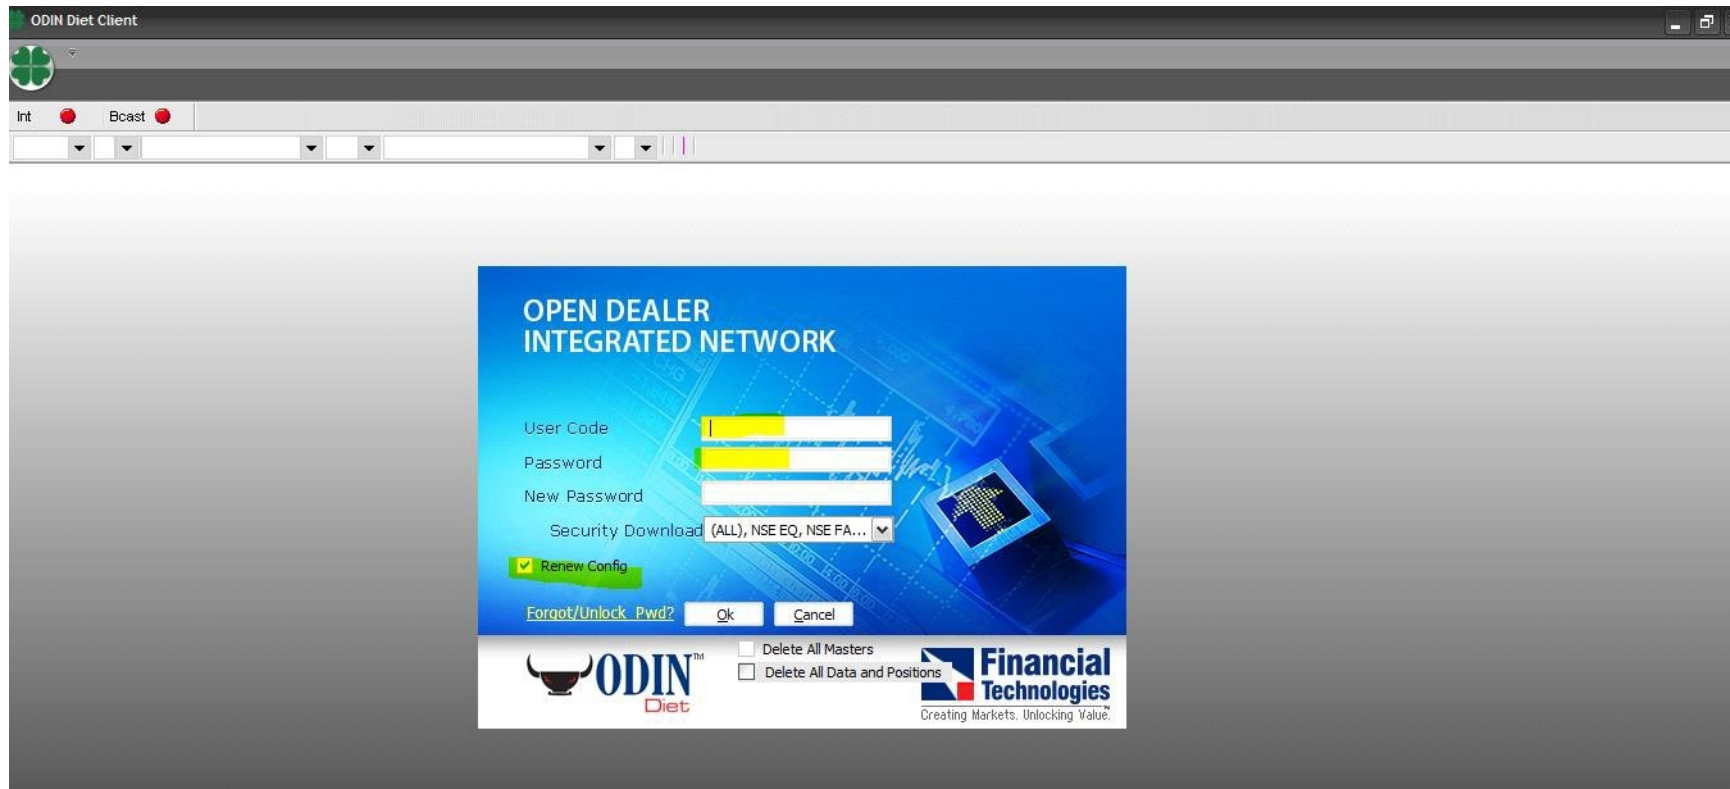 ODIN Diet Client
Int Bcast
OPEN DEALER
INTEGRATED NETWORK
User Code
Password
New Password
Security Download (ALL), NSE EQ, NSE FA...
Renew Config
Forgot/Unlock Pwd? Ok Cancel
Delete All Masters
Delete All Data and Positions
ODIN™
Diet
Financial
Technologies
Creating Markets. Unlocking Value.